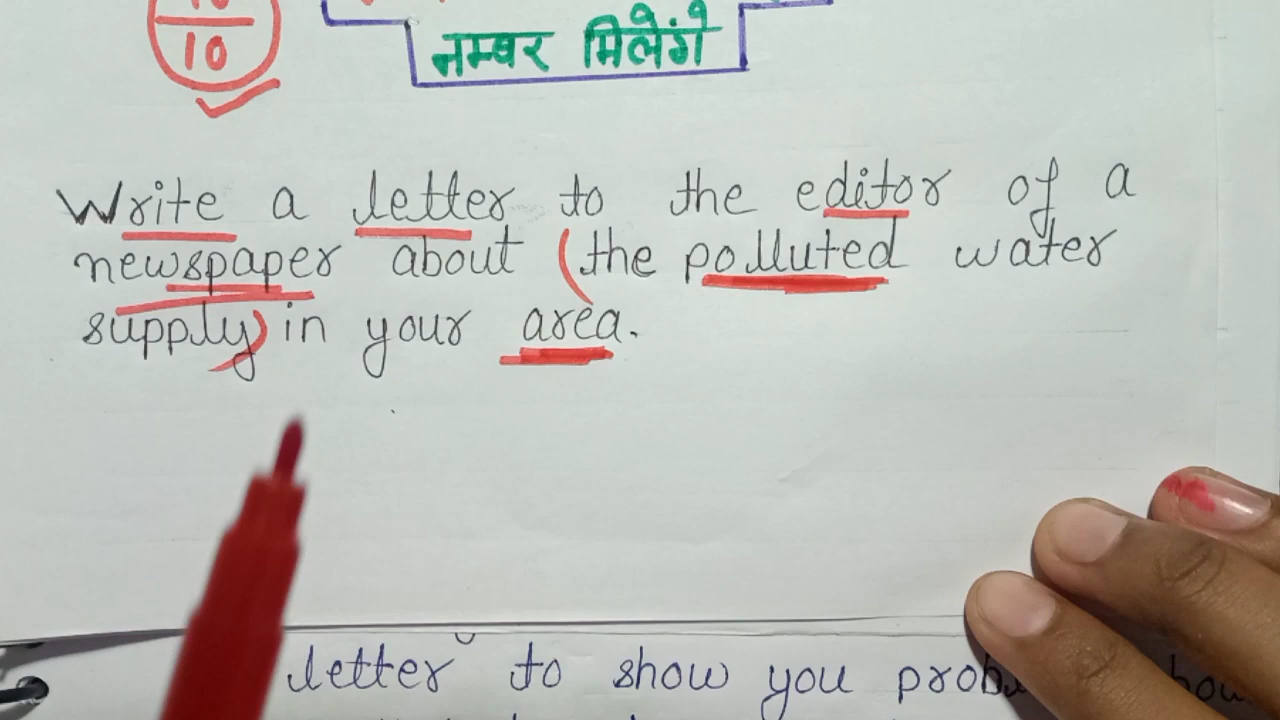 10
नम्बर मिलेंगे
Write a letter to the editor of a
newspaper about (the polluted water
supply) in your area.
letter to show you